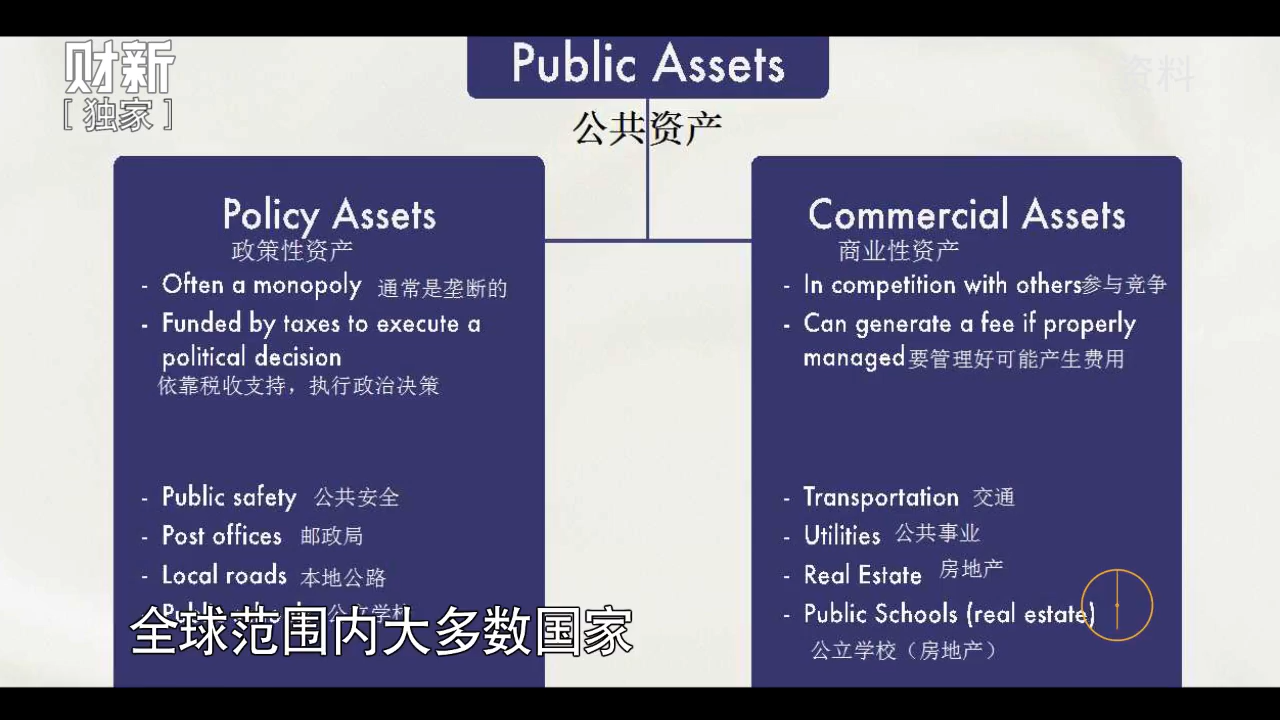 财新
[独家]
资料
Public Assets
公共资产
Policy Assets
政策性资产
- Often a monopoly 通常是垄断的
- Funded by taxes to execute a
political decision
依靠税收支持，执行政治决策
- Public safety 公共安全
- Post offices 邮政局
- Local roads 本地公路
公立学校
Commercial Assets
商业性资产
- In competition with others参与竞争
- Can generate a fee if properly
managed要管理好可能产生费用
- Transportation 交通
- Utilities 公共事业
- Real Estate 房地产
- Public Schools (real estate)
公立学校（房地产）
全球范围内大多数国家